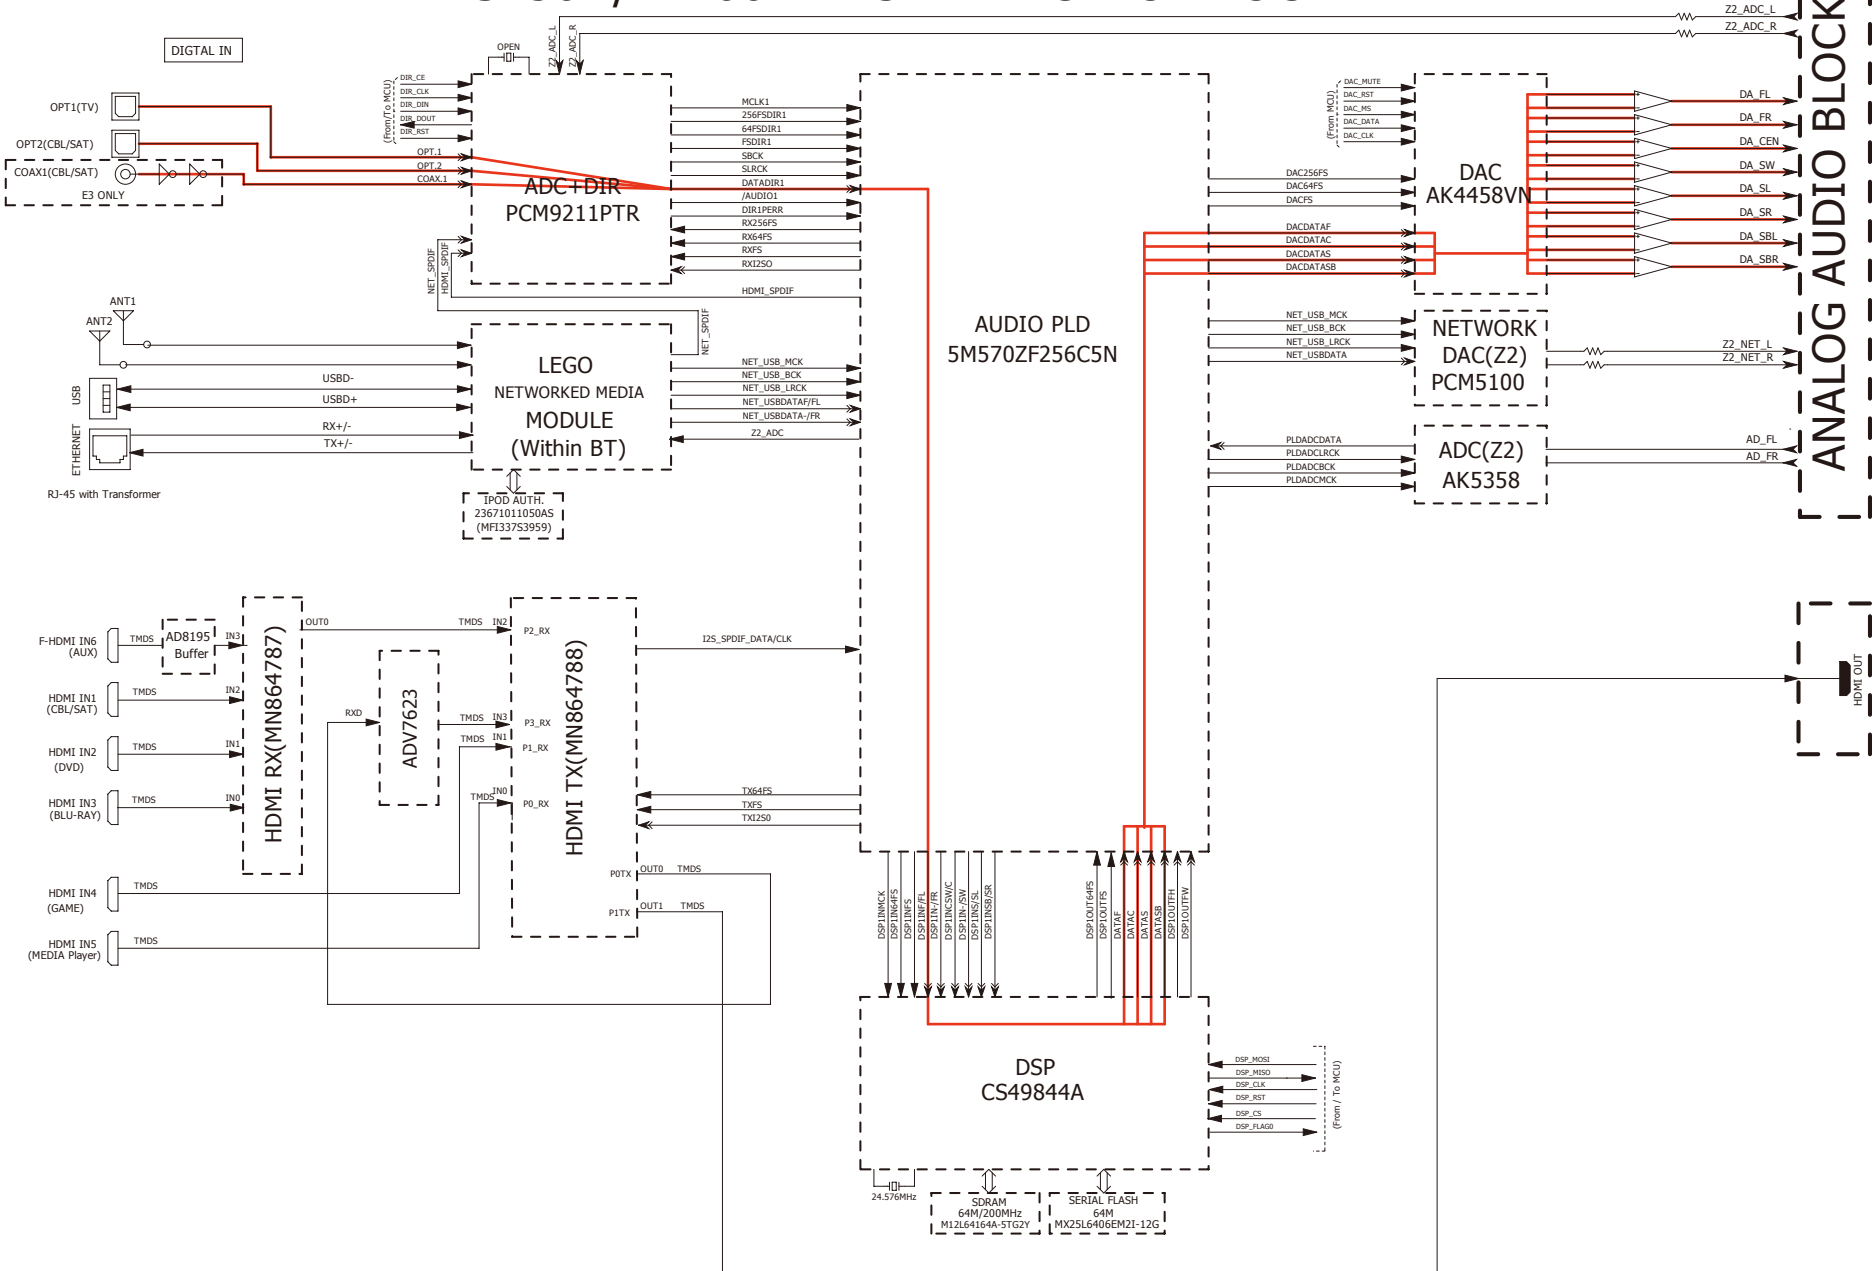 Z2_ADC_L
Z2_ADC_R
DIGTAL IN
OPT1(TV)
OPT2(CBL/SAT)
COAX1(CBL/SAT)
E3 ONLY
OPEN
Z2_ADC_L
Z2_ADC_R
(From/To MCU)
DIR_CE
DIR_CLK
DIR_DIN
DIR_DOUT
DIR_RST
OPT.1
OPT.2
COAX.1
ADC+DIR
PCM9211PTR
MCLK1
256FSDIR1
64FSDIR1
FSDIR1
SBCK
SLRCK
DATADIR1
/AUDIO1
DIR1PERR
RX256FS
RX64FS
RXFS
RXI2SO
HDMI_SPDIF
NET_SPDIF
HDMI_SPDIF
NET_SPDIF
AUDIO PLD
5M570ZF256C5N
(From MCU)
DAC_MUTE
DAC_RST
DAC_MS
DAC_DATA
DAC_CLK
DAC256FS
DAC64FS
DACFS
DACDATAF
DACDATAC
DACDATAS
DACDATASB
DAC
AK4458VN
+
−
+
−
+
−
+
−
+
−
+
−
+
−
+
−
DA_FL
DA_FR
DA_CEN
DA_SW
DA_SL
DA_SR
DA_SBL
DA_SBR
ANALOG AUDIO BLOCK
ANT1
ANT2
USB
USBD-
USBD+
ETHERNET
RX+/-
TX+/-
RJ-45 with Transformer
LEGO
NETWORKED MEDIA
MODULE
(Within BT)
IPOD AUTH.
23671011050AS
(MFI337S3959)
NET_USB_MCK
NET_USB_BCK
NET_USB_LRCK
NET_USBDATAF/FL
NET_USBDATA-/FR
Z2_ADC
NET_USB_MCK
NET_USB_BCK
NET_USB_LRCK
NET_USBDATA
NETWORK
DAC(Z2)
PCM5100
Z2_NET_L
Z2_NET_R
PLDADCDATA
PLDADCLRCK
PLDADCBCK
PLDADCMCK
ADC(Z2)
AK5358
AD_FL
AD_FR
F-HDMI IN6
(AUX)
TMDS
AD8195
Buffer
IN3
HDMI IN1
(CBL/SAT)
TMDS
IN2
HDMI IN2
(DVD)
TMDS
IN1
HDMI IN3
(BLU-RAY)
TMDS
IN0
HDMI IN4
(GAME)
TMDS
HDMI IN5
(MEDIA Player)
TMDS
HDMI RX(MN864787)
OUT0
RXD
ADV7623
TMDS IN2
TMDS IN3
TMDS IN1
TMDS IN0
P2_RX
P3_RX
P1_RX
P0_RX
HDMI TX(MN864788)
P0TX
P1TX
OUT0 TMDS
OUT1 TMDS
I2S_SPDIF_DATA/CLK
TX64FS
TXFS
TXI2S0
HDMI OUT
DSP1INMCK
DSP1IN64FS
DSP1INFS
DSP1INF/FL
DSP1IN-/FR
DSP1INCSW/C
DSP1IN-/SW
DSP1INS/SL
DSP1INSB/SR
DSP1OUT64FS
DSP1OUTFS
DATAF
DATAC
DATAS
DATASB
DSP1OUTFH
DSP1OUTFW
DSP
CS49844A
DSP_MOSI
DSP_MISO
DSP_CLK
DSP_RST
DSP_CS
DSP_FLAG0
(From / To MCU)
24.576MHz
SDRAM
64M/200MHz
M12L64164A-5TG2Y
SERIAL FLASH
64M
MX25L6406EM2I-12G